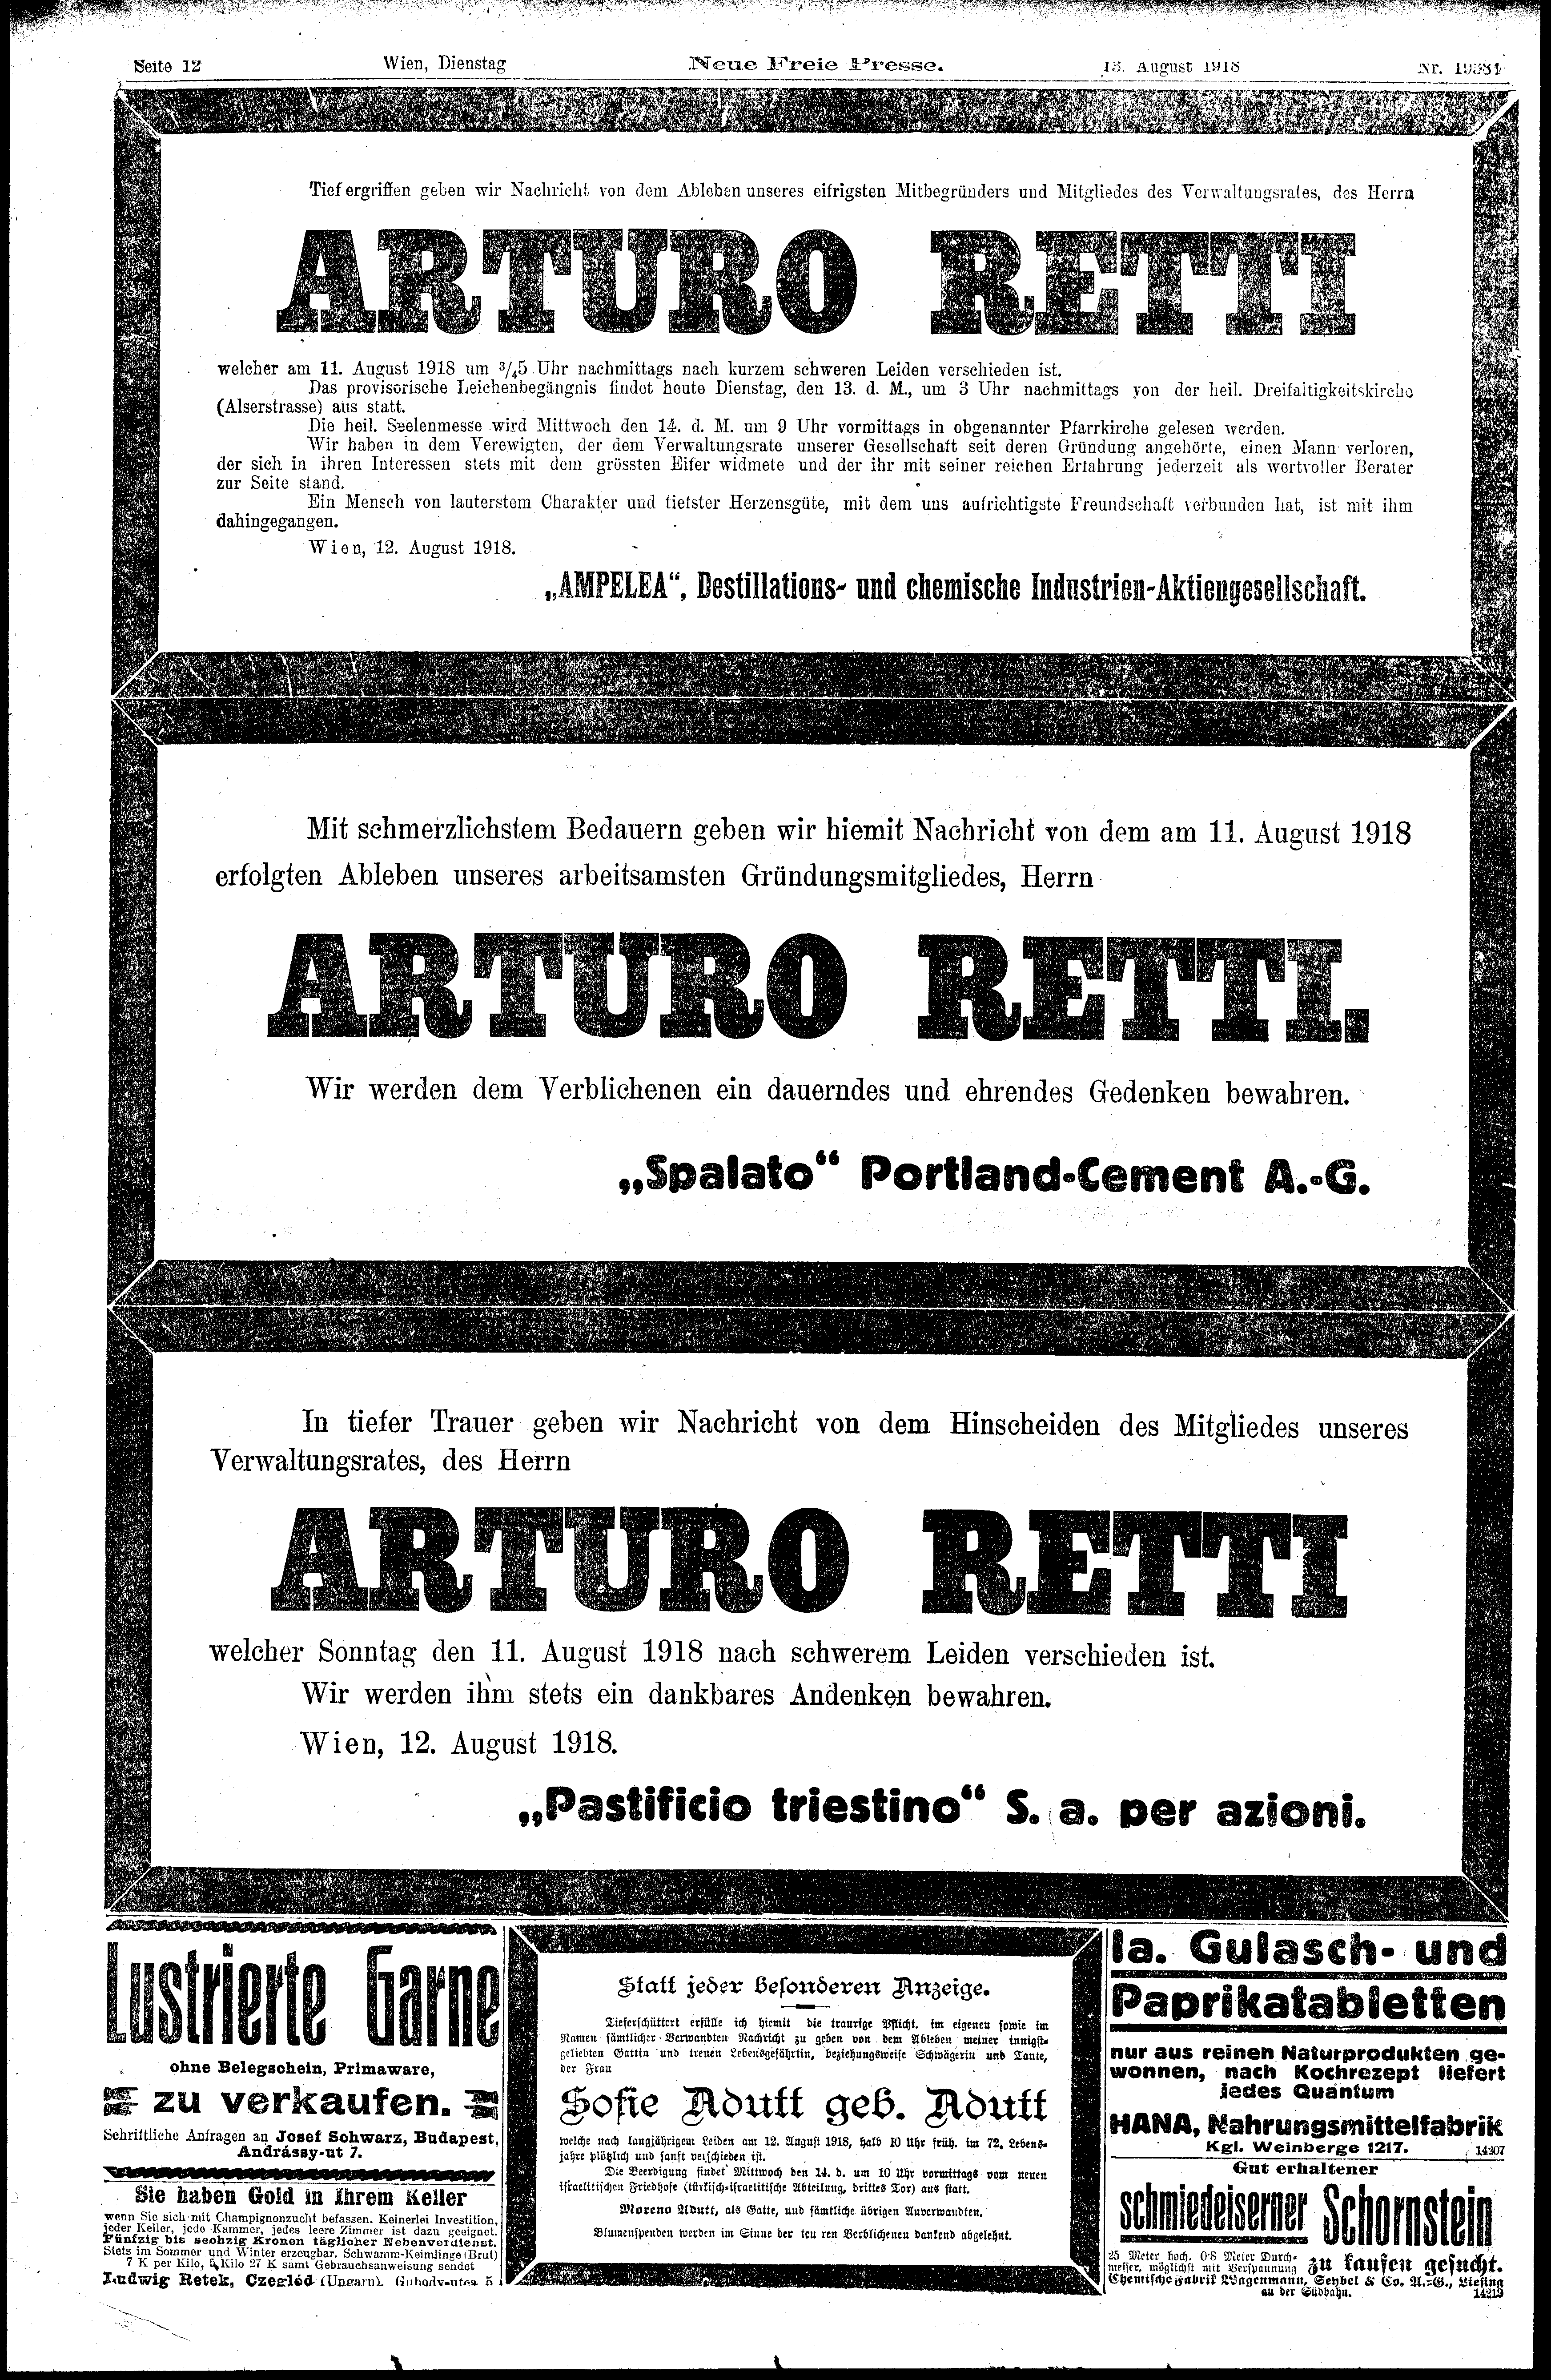 Seite 12 Wien, Dienstag Neue Freie Presse. 13. August 1918 Nr. 19381
Tief ergriffen geben wir Nachricht von dem Ableben unseres eifrigsten Mitbegründers und Mitgliedes des Verwaltungsrates, des Herrn
ARTURO RETTI
welcher am 11. August 1918 um ¾5 Uhr nachmittags nach kurzem schweren Leiden verschieden ist.
Das provisorische Leichenbegängnis findet heute Dienstag, den 13. d. M., um 3 Uhr nachmittags von der heil. Dreifaltigkeitskirche
(Alserstrasse) aus statt.
Die heil. Seelenmesse wird Mittwoch den 14. d. M. um 9 Uhr vormittags in obgenannter Pfarrkirche gelesen werden.
Wir haben in dem Verewigten, der dem Verwaltungsrate unserer Gesellschaft seit deren Gründung angehörte, einen Mann verloren,
der sich in ihren Interessen stets mit dem grössten Eifer widmete und der ihr mit seiner reichen Erfahrung jederzeit als wertvoller Berater
zur Seite stand.
Ein Mensch von lauterstem Charakter und tiefster Herzensgüte, mit dem uns aufrichtigste Freundschaft verbunden hat, ist mit ihm
dahingegangen.
Wien, 12. August 1918.
„AMPELEA“, Destillations- und chemische Industrien-Aktiengesellschaft.
Mit schmerzlichstem Bedauern geben wir hiemit Nachricht von dem am 11. August 1918
erfolgten Ableben unseres arbeitsamsten Gründungsmitgliedes, Herrn
ARTURO RETTI.
Wir werden dem Verblichenen ein dauerndes und ehrendes Gedenken bewahren.
„Spalato“ Portland-Cement A.-G.
In tiefer Trauer geben wir Nachricht von dem Hinscheiden des Mitgliedes unseres
Verwaltungsrates, des Herrn
ARTURO RETTI
welcher Sonntag den 11. August 1918 nach schwerem Leiden verschieden ist.
Wir werden ihm stets ein dankbares Andenken bewahren.
Wien, 12. August 1918.
„Pastificio triestino“ S. a. per azioni.
Lustrierte Garne
ohne Belegschein, Primaware,
zu verkaufen.
Schriftliche Anfragen an Josef Schwarz, Budapest,
Andrássy-ut 7.
Sie haben Gold in Ihrem Keller
wenn Sie sich mit Champignonzucht befassen. Keinerlei Investition,
jeder Keller, jede Kammer, jedes leere Zimmer ist dazu geeignet.
Fünfzig bis sechzig Kronen täglicher Nebenverdienst.
Stets im Sommer und Winter erzeugbar. Schwamm-Keimlinge (Brut)
7 K per Kilo, 5 Kilo 27 K samt Gebrauchsanweisung sendet
Ludwig Retek, Czegléd (Ungarn), 5
Statt jeder besonderen Anzeige.
Tieferschüttert erfülle ich hiemit die traurige Pflicht, im eigenen sowie im
Namen sämtlicher Verwandten Nachricht zu geben von dem Ableben meiner innigst-
geliebten Gattin und treuen Lebensgefährtin, beziehungsweise Schwägerin und Tante,
der Frau
Sofie Adutt geb. Adutt
welche nach langjährigem Leiden am 12. August 1918, halb 10 Uhr früh, im 72. Lebens-
jahre plötzlich und sanft verschieden ist.
Die Beerdigung findet Mittwoch den 14. d. um 10 Uhr vormittags vom neuen
israelitischen Friedhofe (türkisch-israelitische Abteilung, drittes Tor) aus statt.
Moreno Adutt, als Gatte, und sämtliche übrigen Anverwandten.
Blumenspenden werden im Sinne der teuren Verblichenen dankend abgelehnt.
Ia. Gulasch- und
Paprikatabletten
nur aus reinen Naturprodukten ge-
wonnen, nach Kochrezept liefert
jedes Quantum
HANA, Nahrungsmittelfabrik
Kgl. Weinberge 1217. 14207
Gut erhaltener
schmiedeiserner Schornstein
25 Meter hoch, 0·8 Meter Durch-
messer, möglichst mit Verspannung zu kaufen gesucht.
Chemische Fabrik Wagenmann, Seybel & Co. A.-G., Liesing
an der Südbahn. 14213